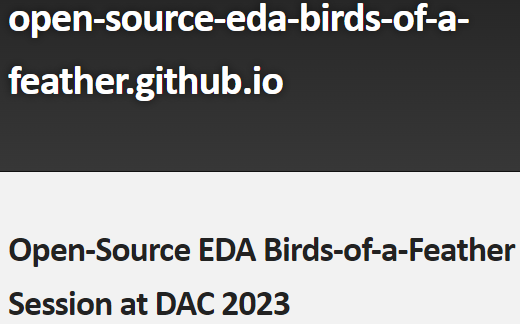 open-source-eda-birds-of-a-
feather.github.io
Open-Source EDA Birds-of-a-Feather
Session at DAC 2023